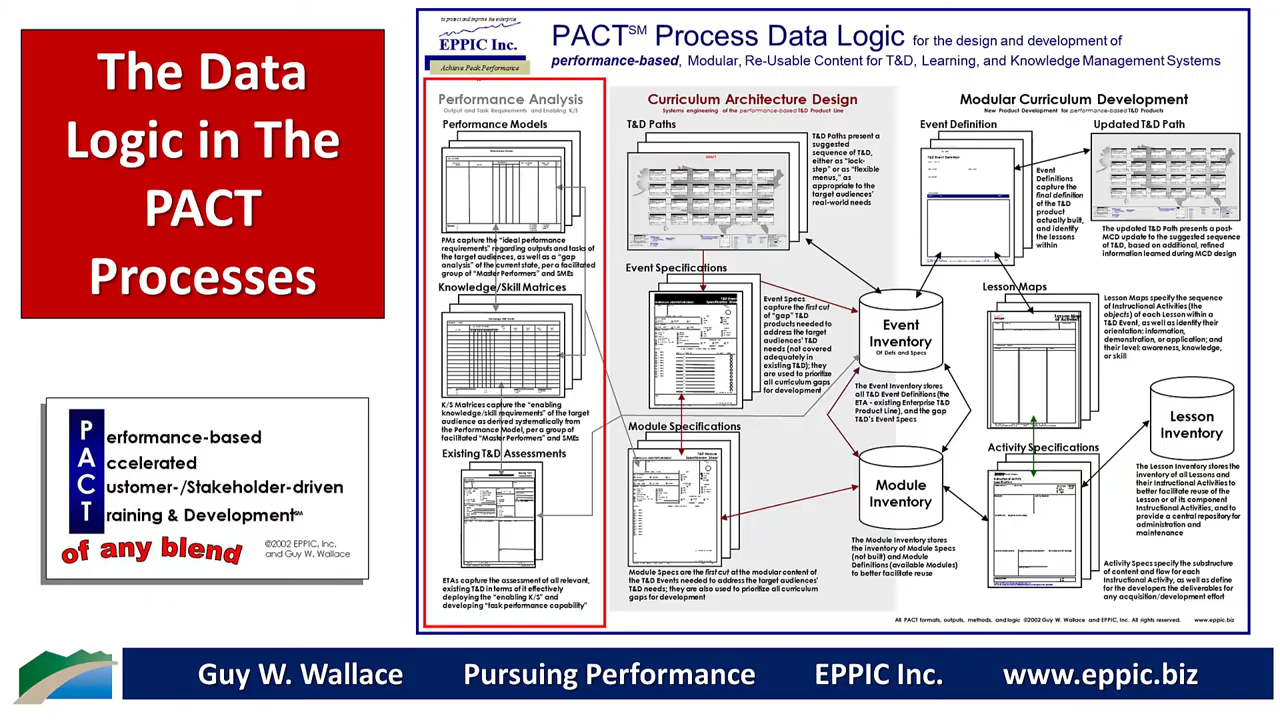 The Data
Logic in The
PACT
Processes
Performance-based
Accelerated
Customer-/Stakeholder-driven
Training & Development℠
of any blend
©2002 EPPIC, Inc.
and Guy W. Wallace
to protect and improve the enterprise
EPPIC Inc.
Achieve Peak Performance
PACT℠ Process Data Logic for the design and development of
performance-based, Modular, Re-Usable Content for T&D, Learning, and Knowledge Management Systems
Performance Analysis
Output and Task Requirements and Enabling K/S
Performance Models
PMs capture the "ideal performance
requirements" regarding outputs and tasks of
the target audiences, as well as a "gap
analysis" of the current state, per a facilitated
group of "Master Performers" and SMEs
Knowledge/Skill Matrices
K/S Matrices capture the "enabling
knowledge/skill requirements" of the target
audience as derived systematically from
the Performance Model, per a group of
facilitated "Master Performers" and SMEs
Existing T&D Assessments
ETAs capture the assessment of all relevant,
existing T&D in terms of it effectively
deploying the "enabling K/S" and
developing "task performance capability"
Curriculum Architecture Design
Systems engineering of the performance-based T&D Product Line
T&D Paths
DRAFT
T&D Paths present a
suggested
sequence of T&D,
either as "lock-
step" or as "flexible
menus," as
appropriate to the
target audiences'
real-world needs
Event Specifications
Event Specs
capture the first cut
of "gap" T&D
products needed to
address the target
audiences' T&D
needs (not covered
adequately in
existing T&D); they
are used to prioritize
all curriculum gaps
for development
Module Specifications
Module Specs are the first cut at the modular content of
the T&D Events needed to address the target audiences'
T&D needs; they are also used to prioritize all curriculum
gaps for development
Event
Inventory
Of Defs and Specs
The Event Inventory stores
all T&D Event Definitions (the
ETA - existing Enterprise T&D
Product Line), and the gap
T&D's Event Specs
Module
Inventory
The Module Inventory stores
the inventory of Module Specs
(not built) and Module
Definitions (available Modules)
to better facilitate reuse
Modular Curriculum Development
New Product Development for performance-based T&D Products
Event Definition
Event
Definitions
capture the
final definition
of the T&D
product
actually built,
and identify
the lessons
within
Updated T&D Path
The updated T&D Path presents a post-
MCD update to the suggested sequence
of T&D, based on additional, refined
information learned during MCD design
Lesson Maps
Lesson Maps specify the sequence
of Instructional Activities (the
objects) of each Lesson within a
T&D Event, as well as identify their
orientation: information,
demonstration, or application; and
their level: awareness, knowledge,
or skill
Lesson
Inventory
The Lesson Inventory stores the
inventory of all Lessons and
their Instructional Activities to
better facilitate reuse of the
Lesson or of its component
Instructional Activities, and to
provide a central repository for
administration and
maintenance
Activity Specifications
Activity Specs specify the substructure
of content and flow for each
Instructional Activity, as well as define
for the developers the deliverables for
any acquisition/development effort
All PACT formats, outputs, methods, and logic ©2002 Guy W. Wallace and EPPIC, Inc. All rights reserved. www.eppic.biz
Guy W. Wallace Pursuing Performance EPPIC Inc. www.eppic.biz